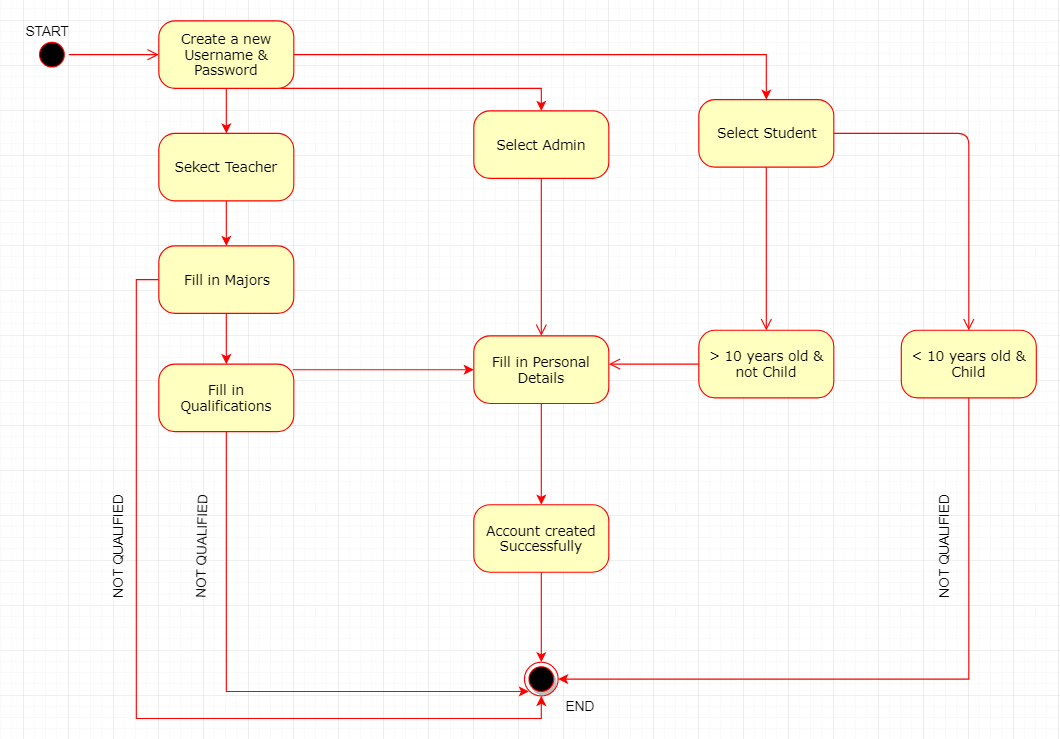 START
Create a new
Username &
Password
Select Admin
Select Student
Sekect Teacher
Fill in Majors
Fill in Personal
Details
> 10 years old &
not Child
< 10 years old &
Child
Fill in
Qualifications
NOT QUALIFIED
NOT QUALIFIED
NOT QUALIFIED
Account created
Successfully
END